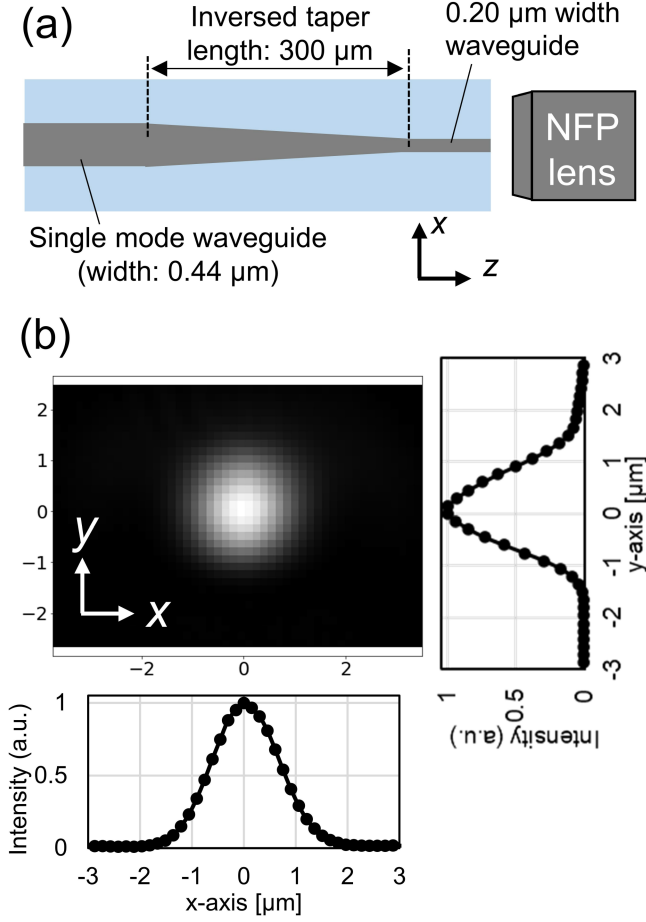 (a)
Inversed taper
length: 300 µm
0.20 µm width
waveguide
NFP
lens
Single mode waveguide
(width: 0.44 µm)
x
z
(b)
2
1
0
−1
−2
y
x
−2
0
2
3
2
1
0
-1
-2
-3
y-axis [µm]
1
0.5
0
Intensity (a.u.)
1
0.5
0
Intensity (a.u.)
-3 -2 -1 0 1 2 3
x-axis [µm]